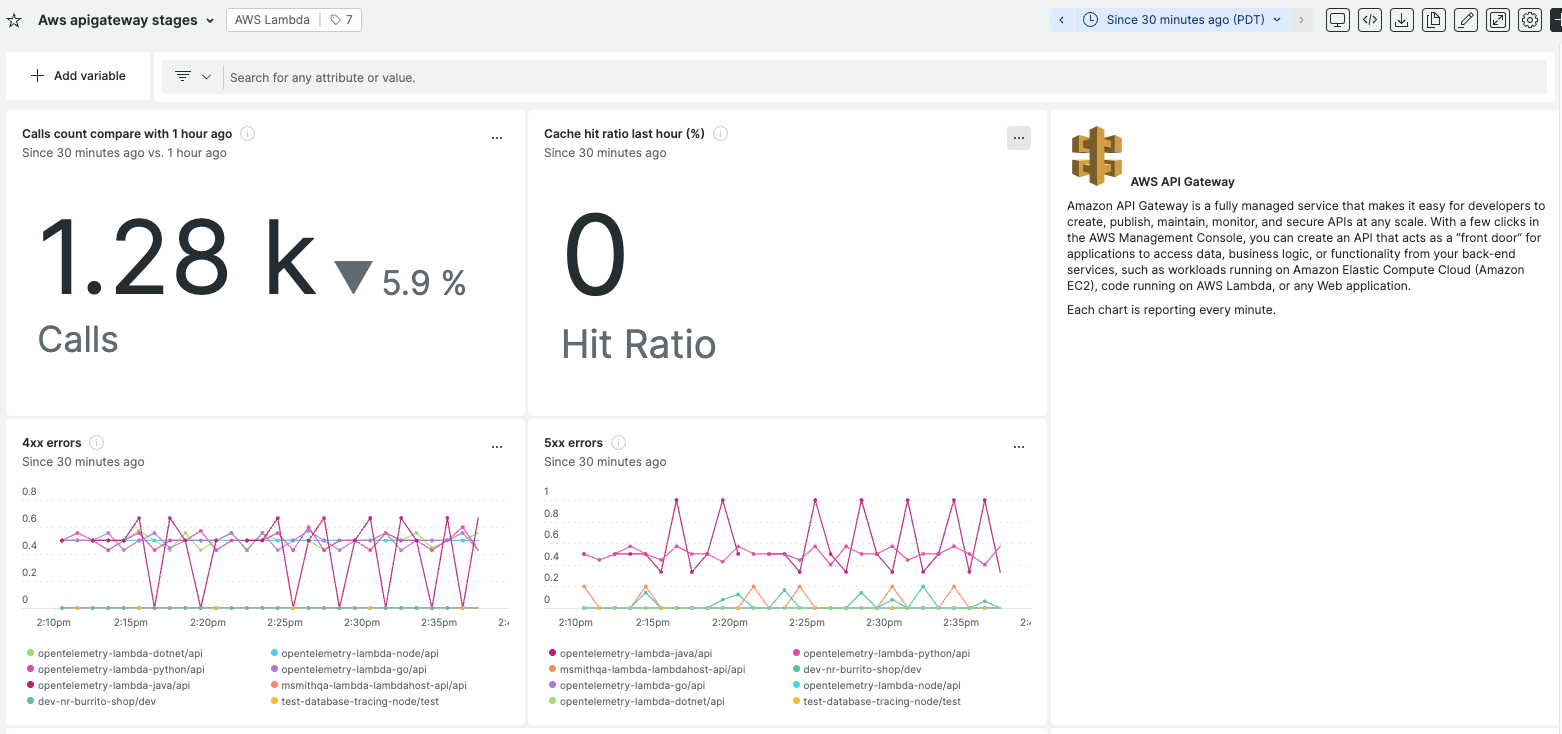 Aws apigateway stages
AWS Lambda
7
Since 30 minutes ago (PDT)
Add variable
Search for any attribute or value.
Calls count compare with 1 hour ago
Since 30 minutes ago vs. 1 hour ago
1.28 k
5.9 %
Calls
Cache hit ratio last hour (%)
Since 30 minutes ago
0
Hit Ratio
AWS API Gateway
Amazon API Gateway is a fully managed service that makes it easy for developers to
create, publish, maintain, monitor, and secure APIs at any scale. With a few clicks in
the AWS Management Console, you can create an API that acts as a “front door” for
applications to access data, business logic, or functionality from your back-end
services, such as workloads running on Amazon Elastic Compute Cloud (Amazon
EC2), code running on AWS Lambda, or any Web application.
Each chart is reporting every minute.
4xx errors
Since 30 minutes ago
0.8
0.6
0.4
0.2
0
2:10pm 2:15pm 2:20pm 2:25pm 2:30pm 2:35pm 2:4
opentelemetry-lambda-dotnet/api
opentelemetry-lambda-node/api
opentelemetry-lambda-python/api
opentelemetry-lambda-go/api
opentelemetry-lambda-java/api
msmithqa-lambda-lambdahost-api/api
dev-nr-burrito-shop/dev
test-database-tracing-node/test
5xx errors
Since 30 minutes ago
1
0.8
0.6
0.4
0.2
0
2:10pm 2:15pm 2:20pm 2:25pm 2:30pm 2:35pm 2:4
opentelemetry-lambda-java/api
opentelemetry-lambda-python/api
msmithqa-lambda-lambdahost-api/api
dev-nr-burrito-shop/dev
opentelemetry-lambda-go/api
opentelemetry-lambda-node/api
opentelemetry-lambda-dotnet/api
test-database-tracing-node/test